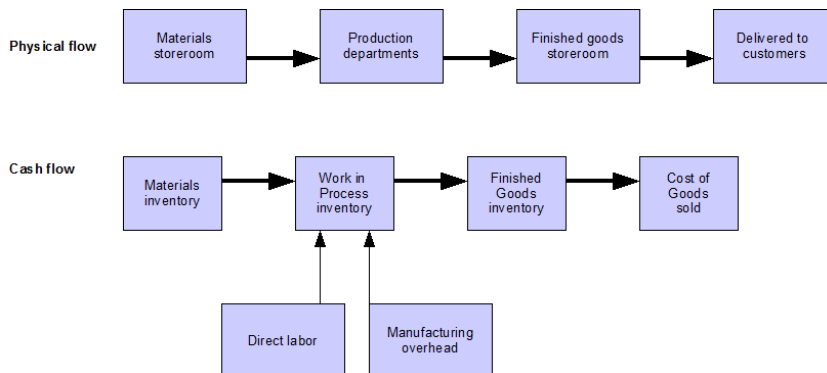 Physical flow
Materials
storeroom
Production
departments
Finished goods
storeroom
Delivered to
customers
Cash flow
Materials
inventory
Work in
Process
inventory
Finished
Goods
inventory
Cost of
Goods
sold
Direct labor
Manufacturing
overhead